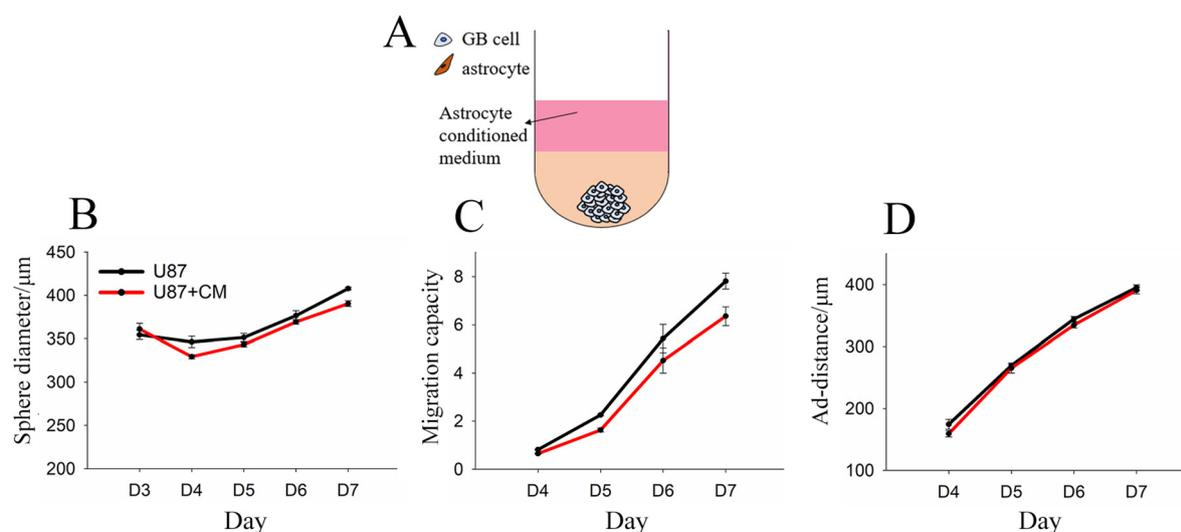 A
GB cell
astrocyte
Astrocyte
conditioned
medium
B
Sphere diameter/μm
450
400
350
300
250
200
U87
U87+CM
D3 D4 D5 D6 D7
Day
C
Migration capacity
8
6
4
2
0
D4 D5 D6 D7
Day
D
Ad-distance/μm
400
300
200
100
D4 D5 D6 D7
Day